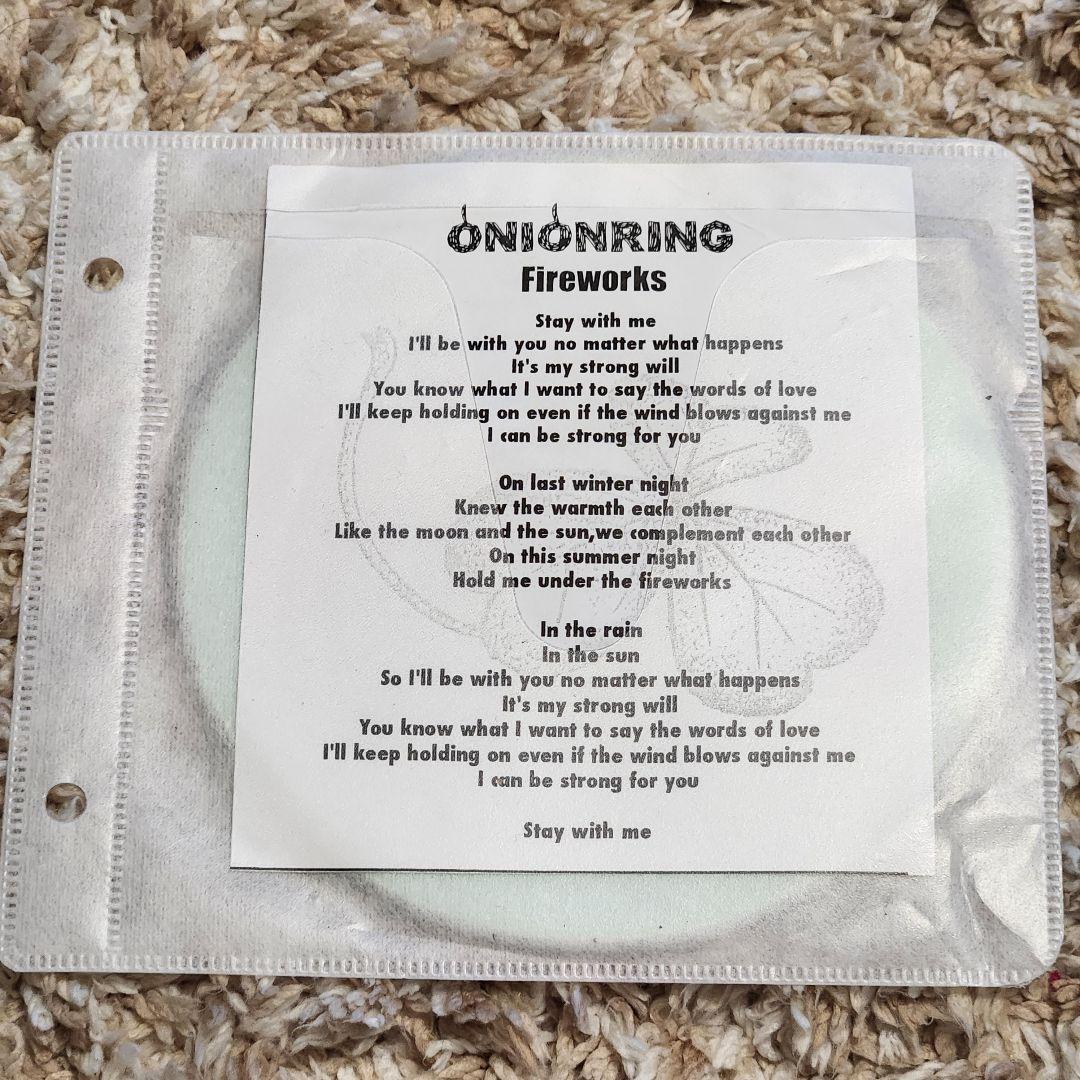 ONIONRING
Fireworks
Stay with me
I'll be with you no matter what happens
It's my strong will
You know what I want to say the words of love
I'll keep holding on even if the wind blows against me
I can be strong for you
On last winter night
Knew the warmth each other
Like the moon and the sun,we complement each other
On this summer night
Hold me under the fireworks
In the rain
In the sun
So I'll be with you no matter what happens
It's my strong will
You know what I want to say the words of love
I'll keep holding on even if the wind blows against me
I can be strong for you
Stay with me